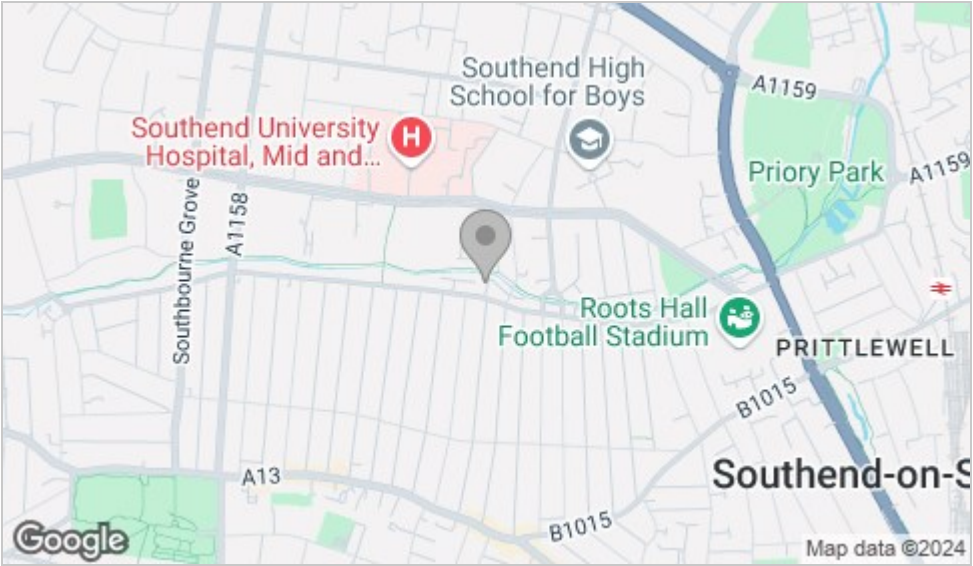 Southend High
School for Boys
A1159
Southend University
Hospital, Mid and...
H
Priory Park
A1159
Southbourne Grove
A1158
Roots Hall
Football Stadium
PRITTLEWELL
B1015
A13
Southend-on-S
B1015
Google
Map data ©2024